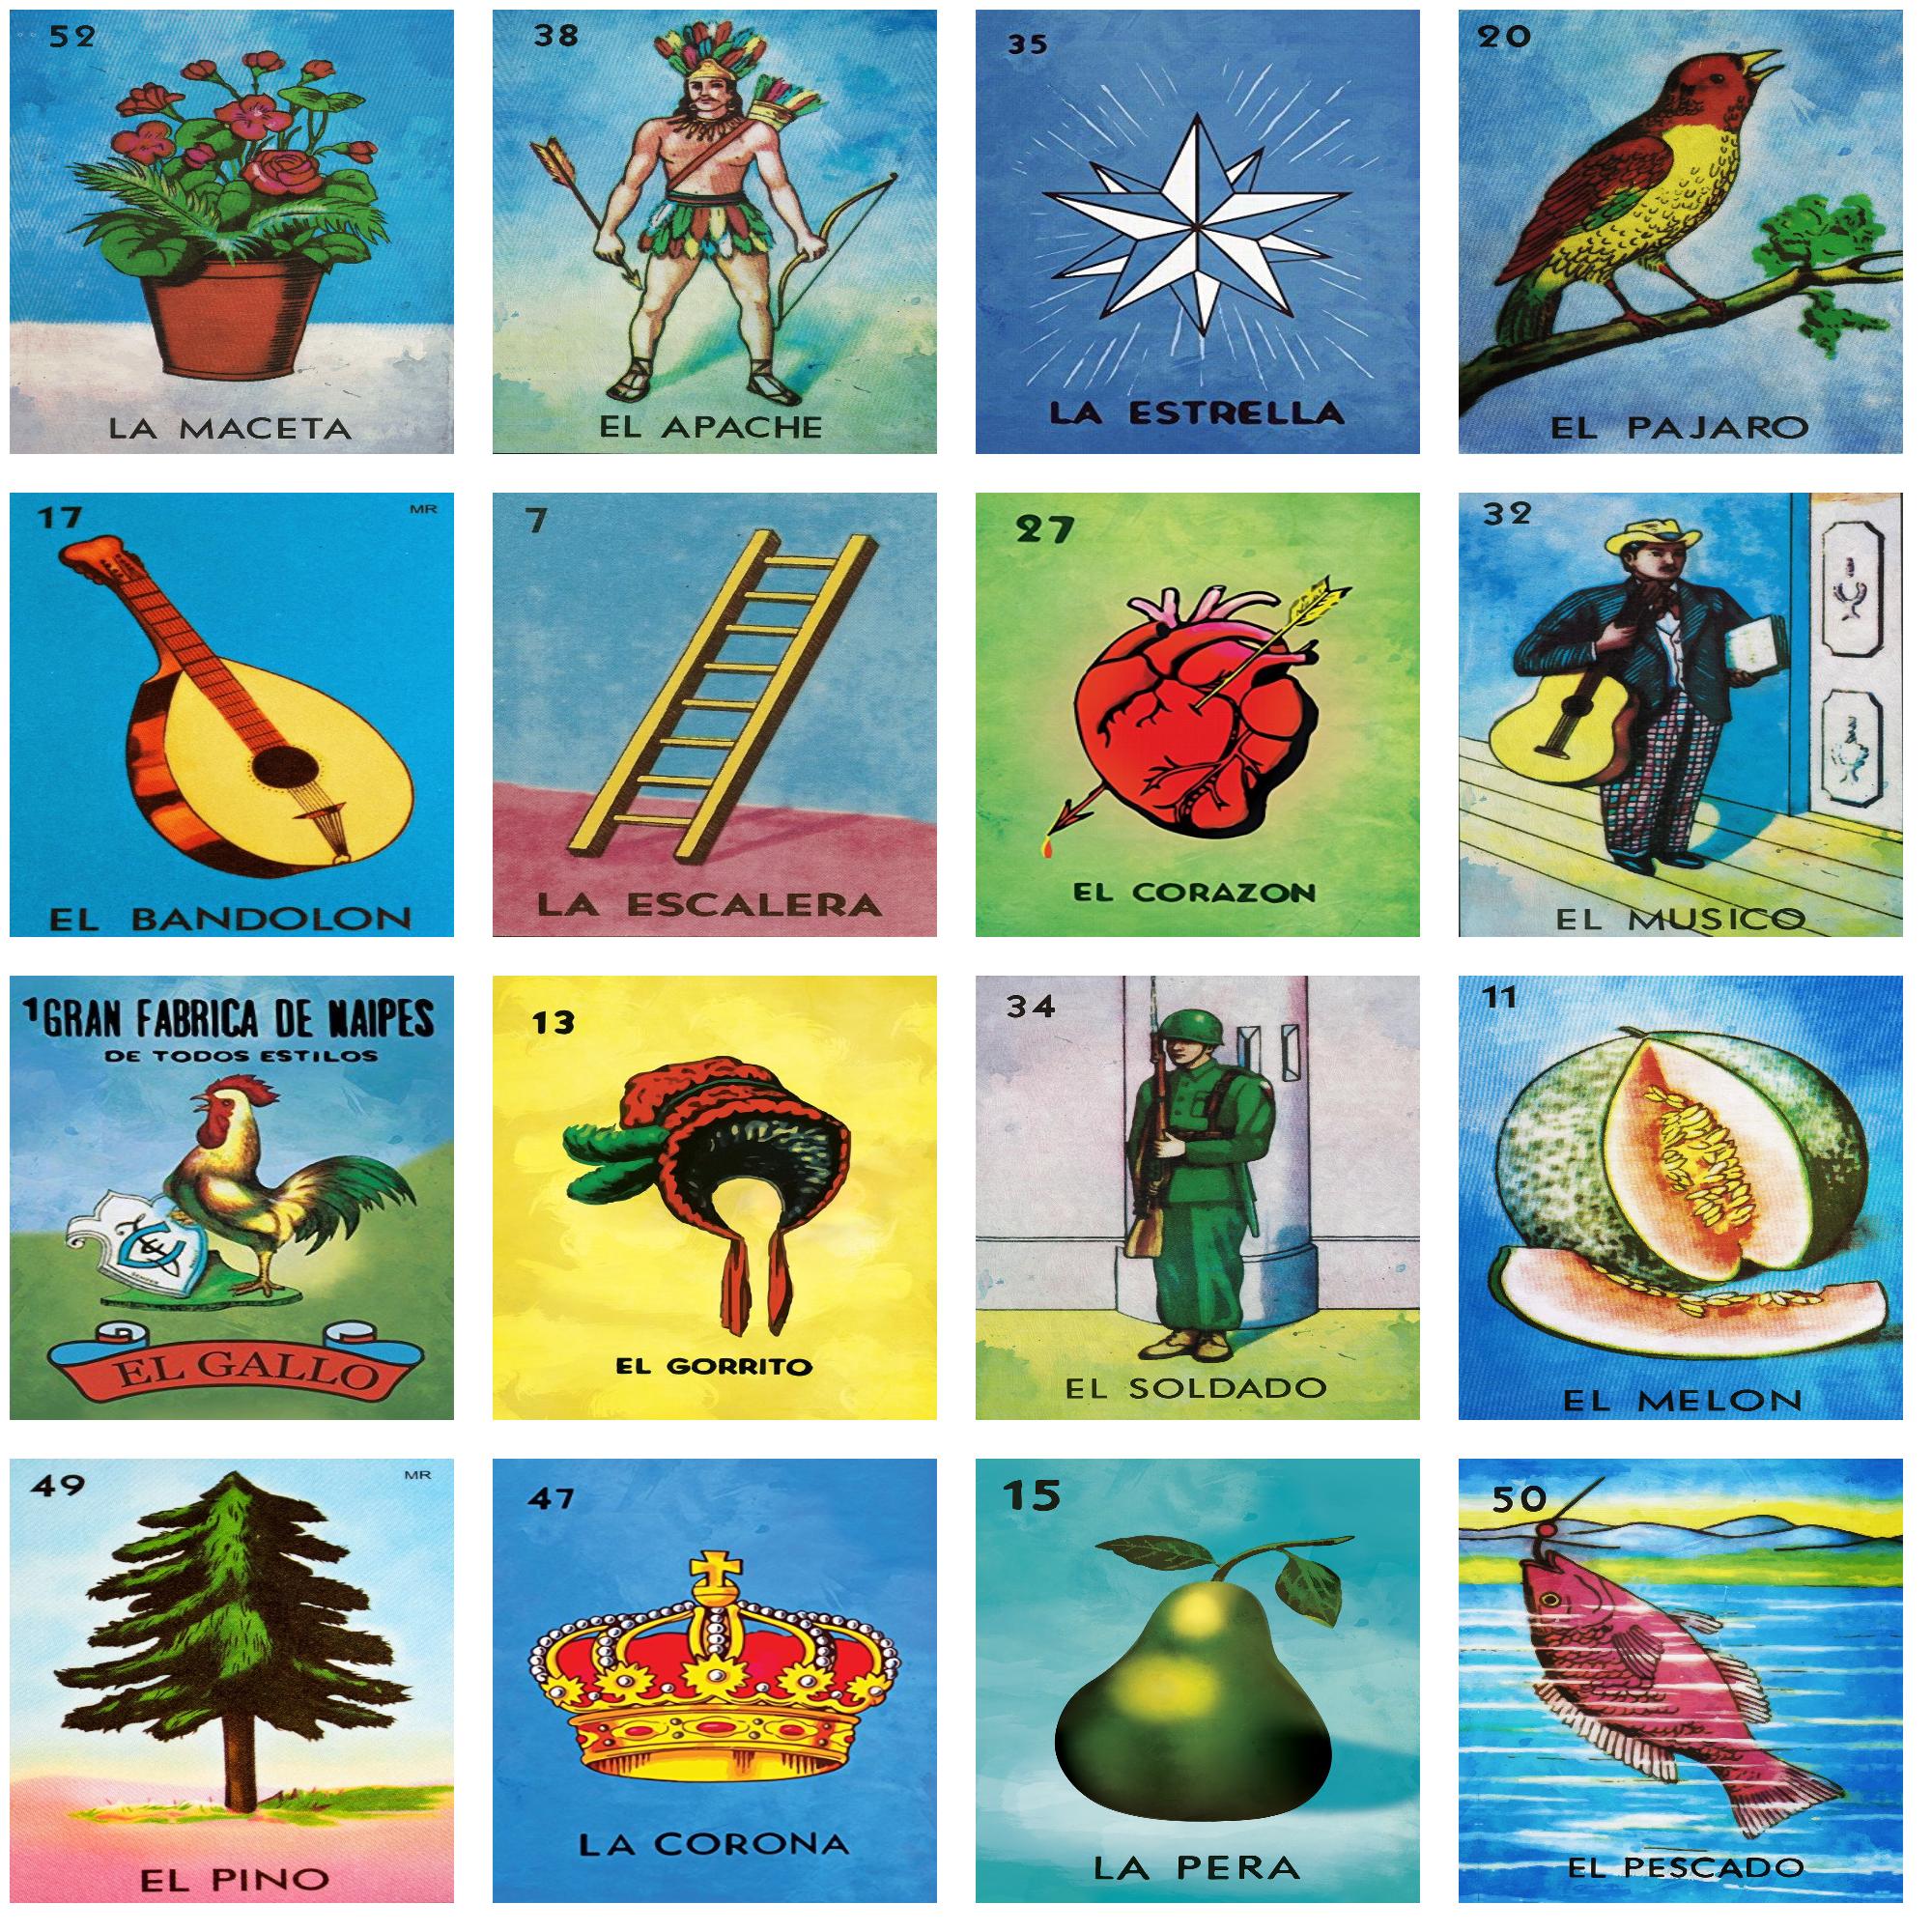 52
LA MACETA
38
EL APACHE
35
LA ESTRELLA
20
EL PAJARO
17
MR
EL BANDOLON
7
LA ESCALERA
27
EL CORAZON
32
EL MUSICO
1
GRAN FABRICA DE NAIPES
DE TODOS ESTILOS
EL GALLO
13
EL GORRITO
34
EL SOLDADO
11
EL MELON
49
MR
EL PINO
47
LA CORONA
15
LA PERA
50
EL PESCADO